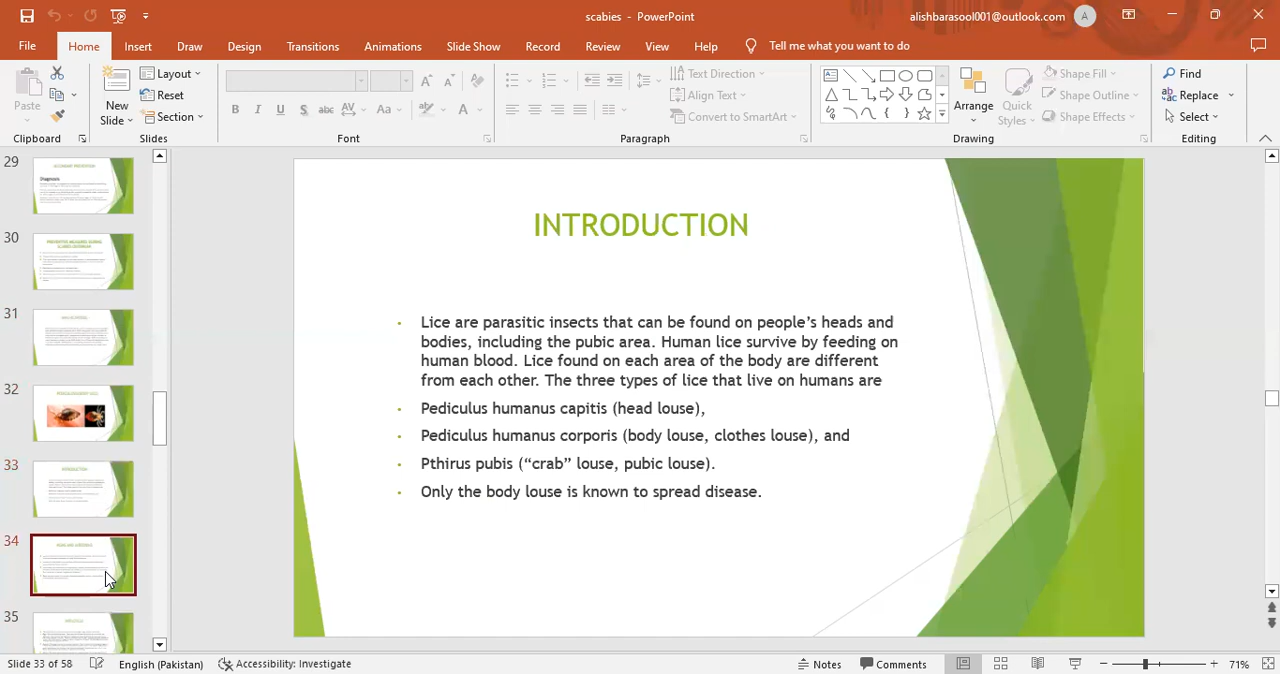 scabies - PowerPoint
alishbarasool001@outlook.com
A
File
Home
Insert
Draw
Design
Transitions
Animations
Slide Show
Record
Review
View
Help
Tell me what you want to do
Paste
New
Slide
Layout
Reset
Section
B I U S abc AV Aa A
Text Direction
Align Text
Convert to SmartArt
Arrange
Quick
Styles
Shape Fill
Shape Outline
Shape Effects
Find
Replace
Select
Clipboard
Slides
Font
Paragraph
Drawing
Editing
29
30
31
32
33
INTRODUCTION
34
35
INTRODUCTION
• Lice are parasitic insects that can be found on people’s heads and
bodies, including the pubic area. Human lice survive by feeding on
human blood. Lice found on each area of the body are different
from each other. The three types of lice that live on humans are
• Pediculus humanus capitis (head louse),
• Pediculus humanus corporis (body louse, clothes louse), and
• Pthirus pubis (“crab” louse, pubic louse).
• Only the body louse is known to spread disease.
Slide 33 of 58
English (Pakistan)
Accessibility: Investigate
Notes
Comments
71%